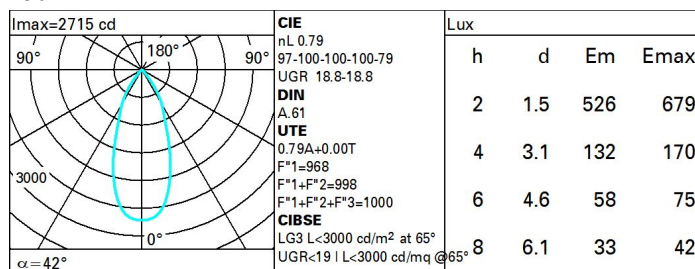 Imax=2715 cd
90°
180°
90°
3000
0°
α=42°
CIE
nL 0.79
97-100-100-100-79
UGR 18.8-18.8
DIN
A.61
UTE
0.79A+0.00T
F"1=968
F"1+F"2=998
F"1+F"2+F"3=1000
CIBSE
LG3 L<3000 cd/m² at 65°
UGR<19 | L<3000 cd/mq @65°
Lux
h d Em Emax
2 1.5 526 679
4 3.1 132 170
6 4.6 58 75
8 6.1 33 42